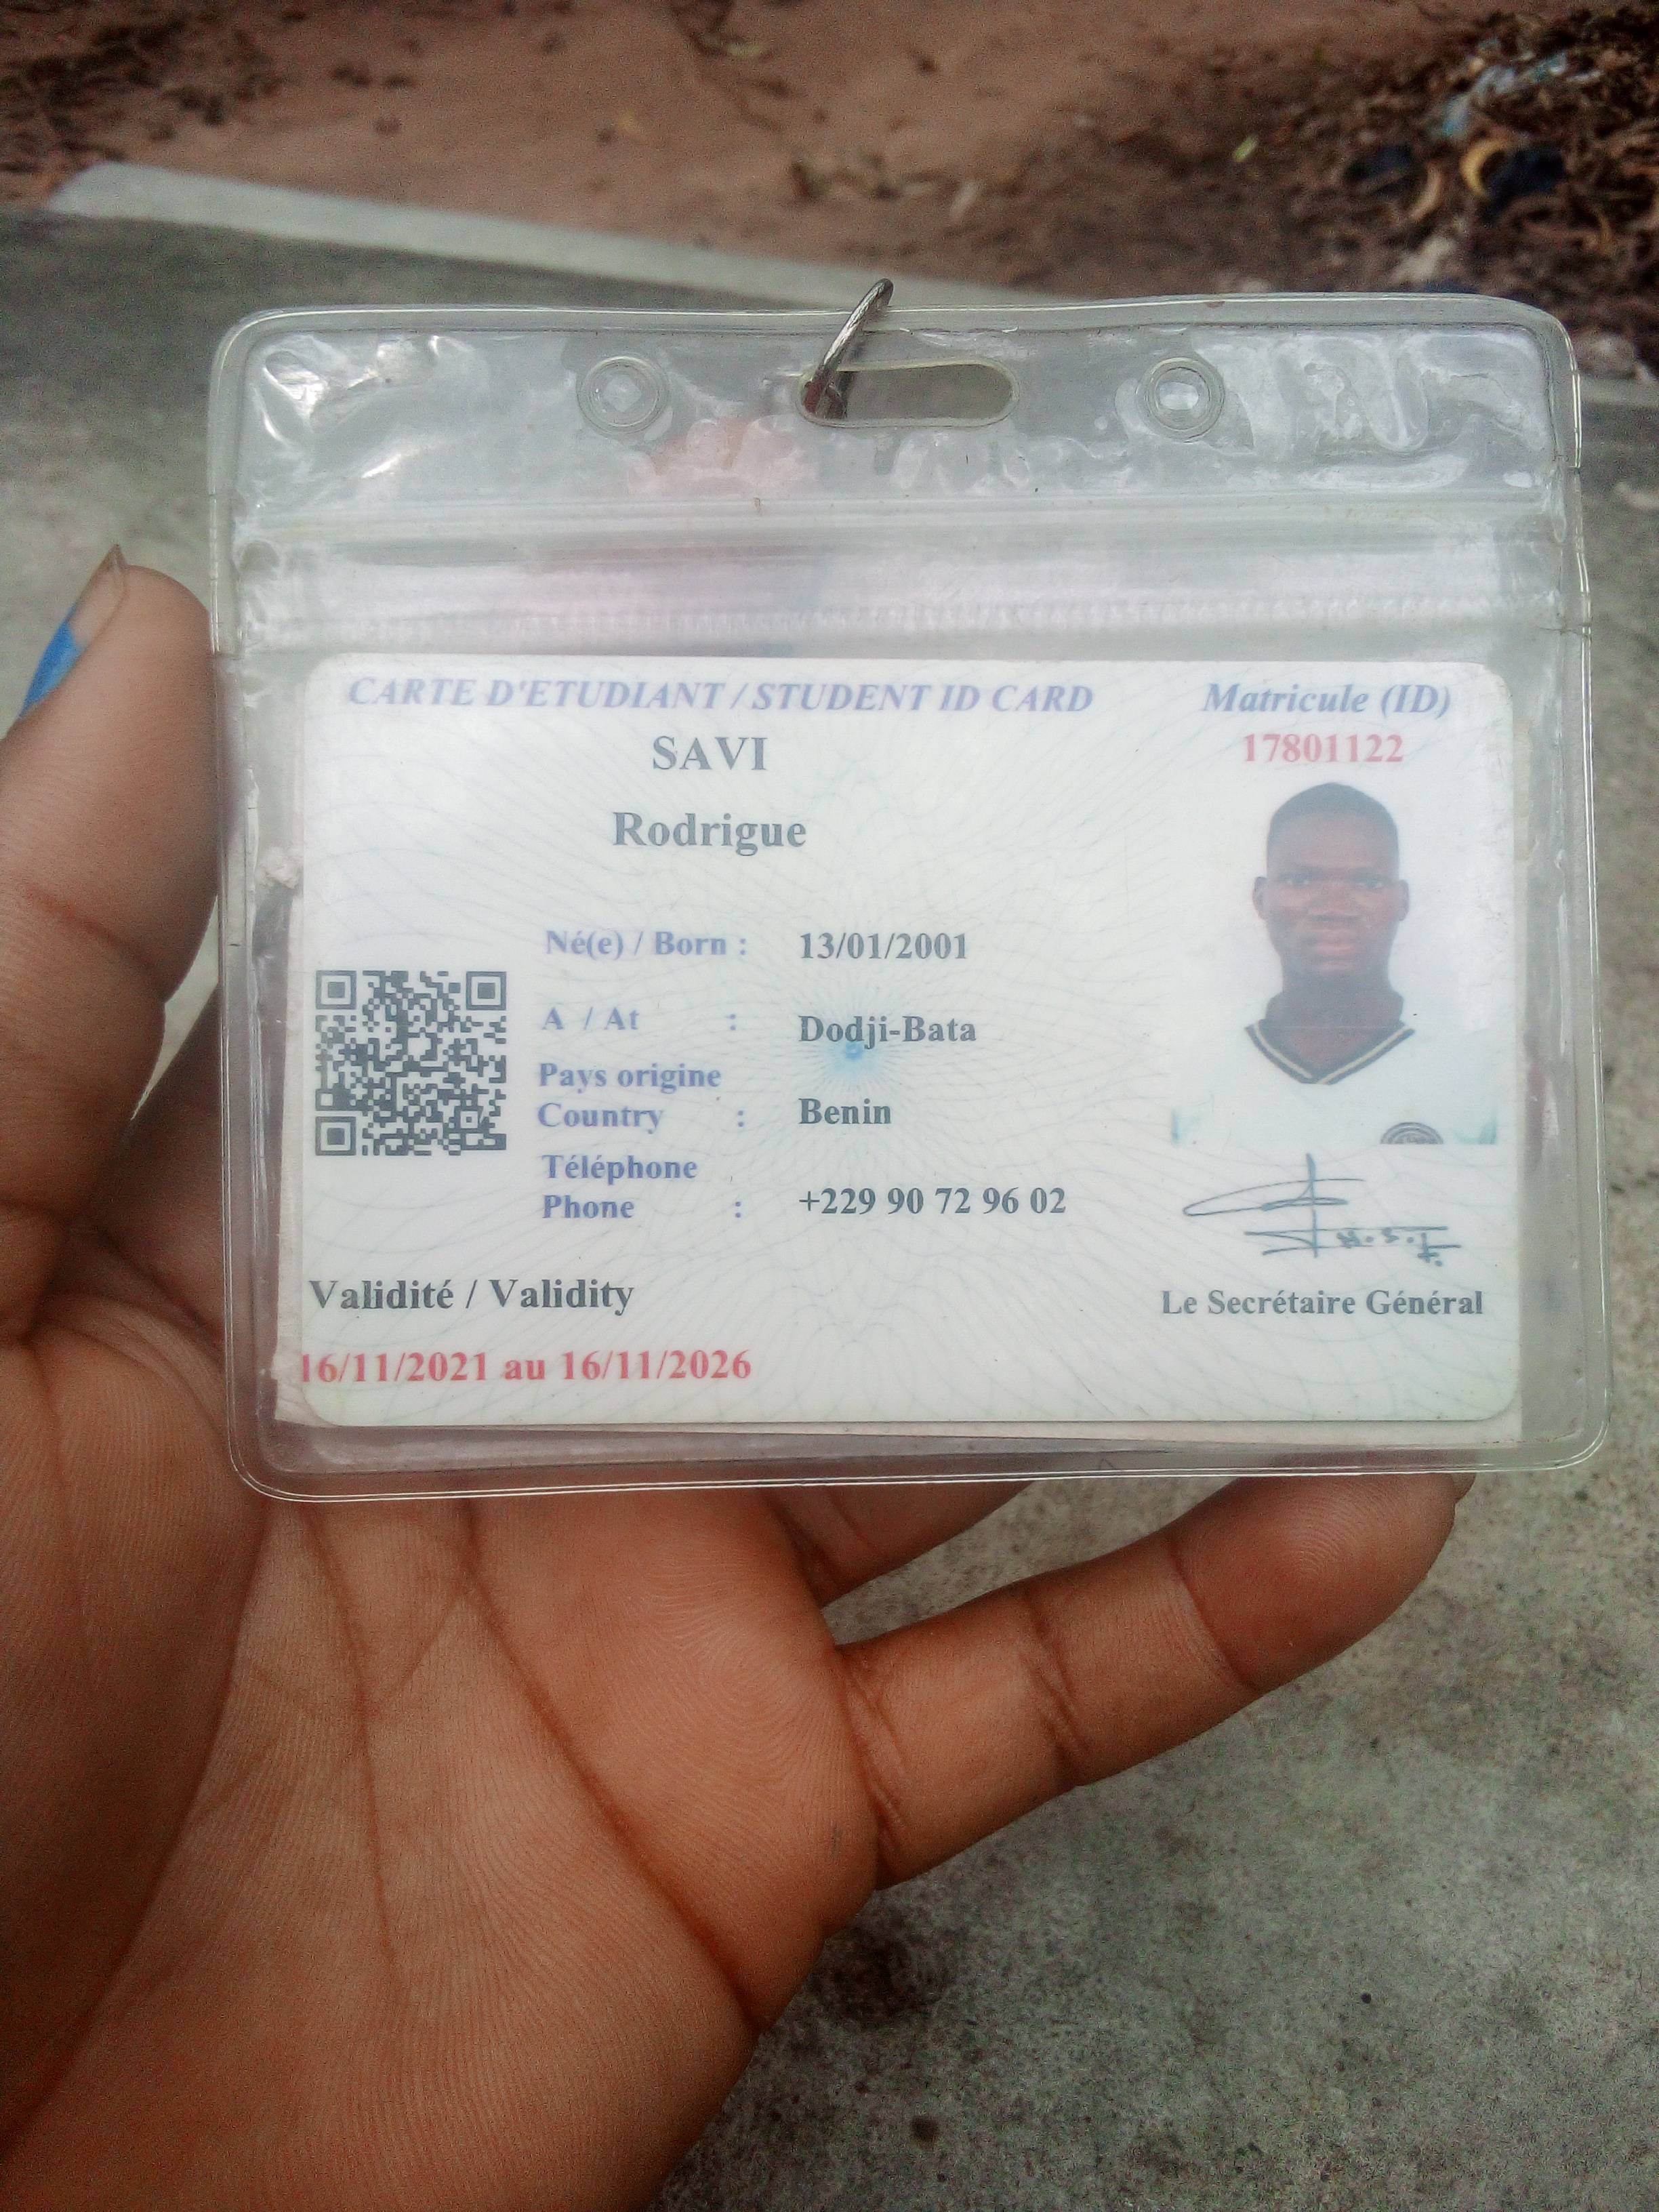 CARTE D'ETUDIANT / STUDENT ID CARD
Matricule (ID)
17801122
SAVI
Rodrigue
Né(e) / Born : 13/01/2001
A / At : Dodji-Bata
Pays origine
Country : Benin
Téléphone
Phone : +229 90 72 96 02
Validité / Validity
Le Secrétaire Général
16/11/2021 au 16/11/2026